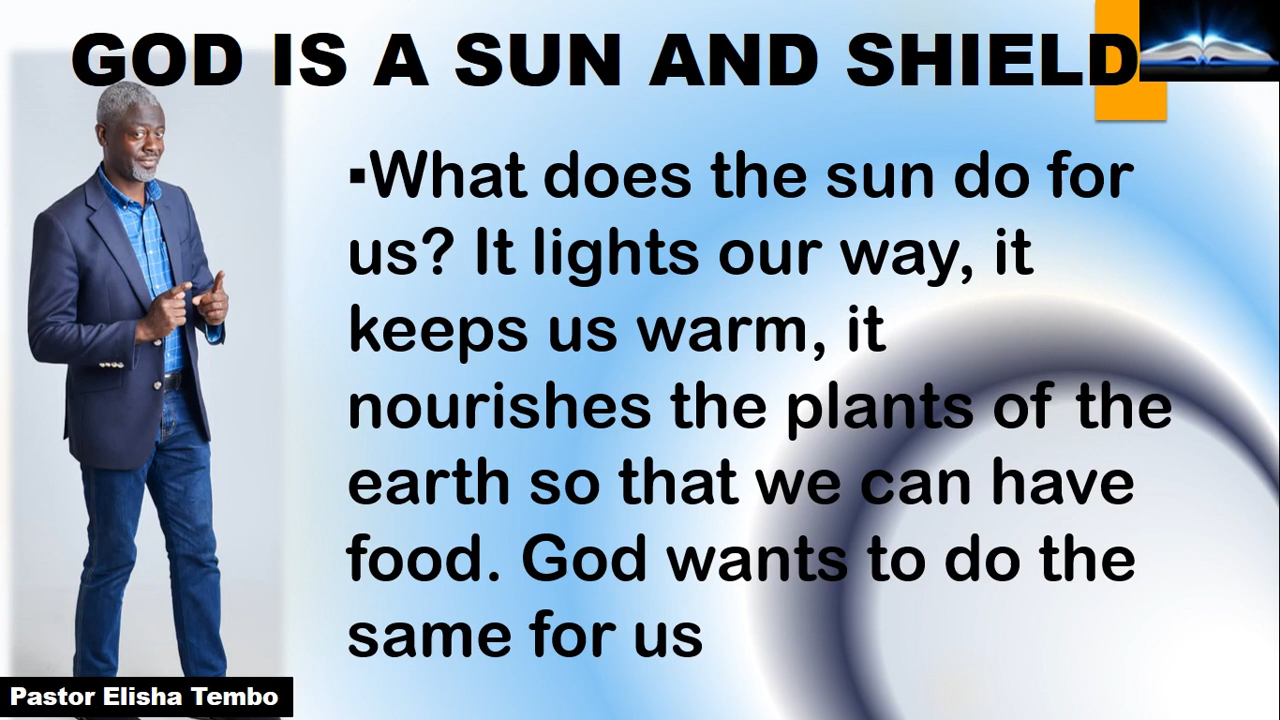 GOD IS A SUN AND SHIELD
▪What does the sun do for
us? It lights our way, it
keeps us warm, it
nourishes the plants of the
earth so that we can have
food. God wants to do the
same for us
Pastor Elisha Tembo